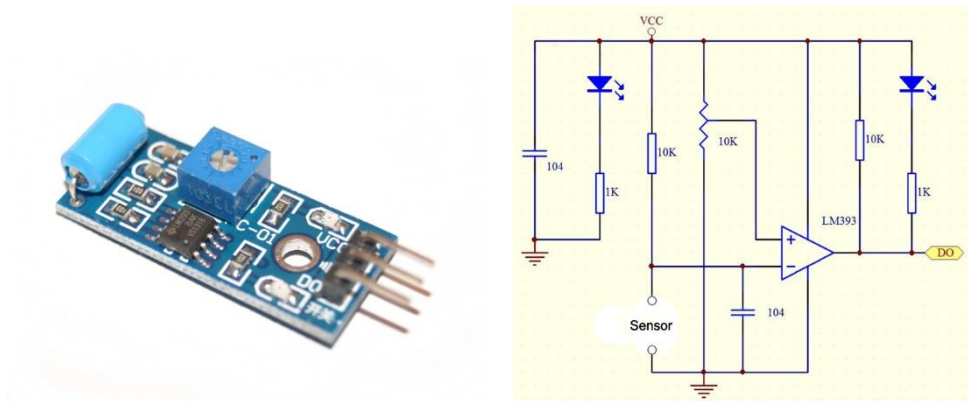 C-01
VCC
DO
开关
VCC
104
1K
10K
10K
10K
1K
LM393
+
−
DO
Sensor
104